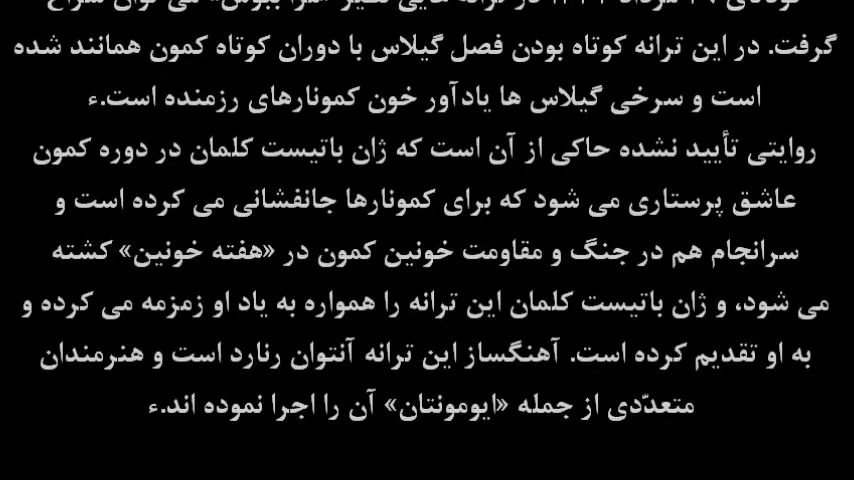 گرفت. در این ترانه کوتاه بودن فصل گیلاس با دوران کوتاه کمون همانند شده
است و سرخی گیلاس ها یادآور خون کمونارهای رزمنده است.ء
روایتی تأیید نشده حاکی از آن است که ژان باتیست کلمان در دوره کمون
عاشق پرستاری می شود که برای کمونارها جانفشانی می کرده است و
سرانجام هم در جنگ و مقاومت خونین کمون در «هفته خونین» کشته
می شود، و ژان باتیست کلمان این ترانه را همواره به یاد او زمزمه می کرده و
به او تقدیم کرده است. آهنگساز این ترانه آنتوان رنارد است و هنرمندان
متعدّدی از جمله «ایومونتان» آن را اجرا نموده اند.ء